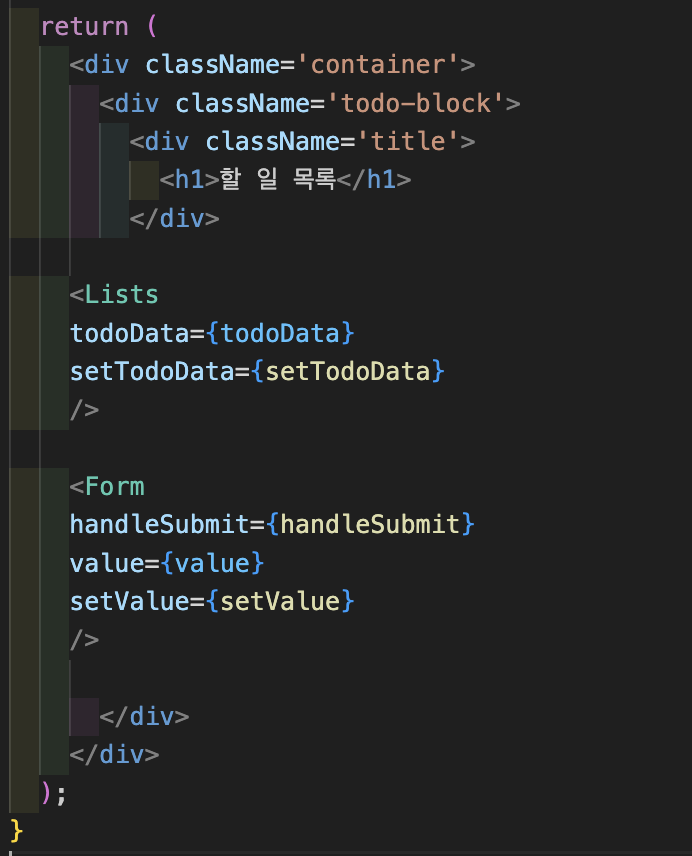 return (
<div className='container'>
<div className='todo-block'>
<div className='title'>
<h1>할 일 목록</h1>
</div>
<Lists
todoData={todoData}
setTodoData={setTodoData}
/>
<Form
handleSubmit={handleSubmit}
value={value}
setValue={setValue}
/>
</div>
</div>
);
}